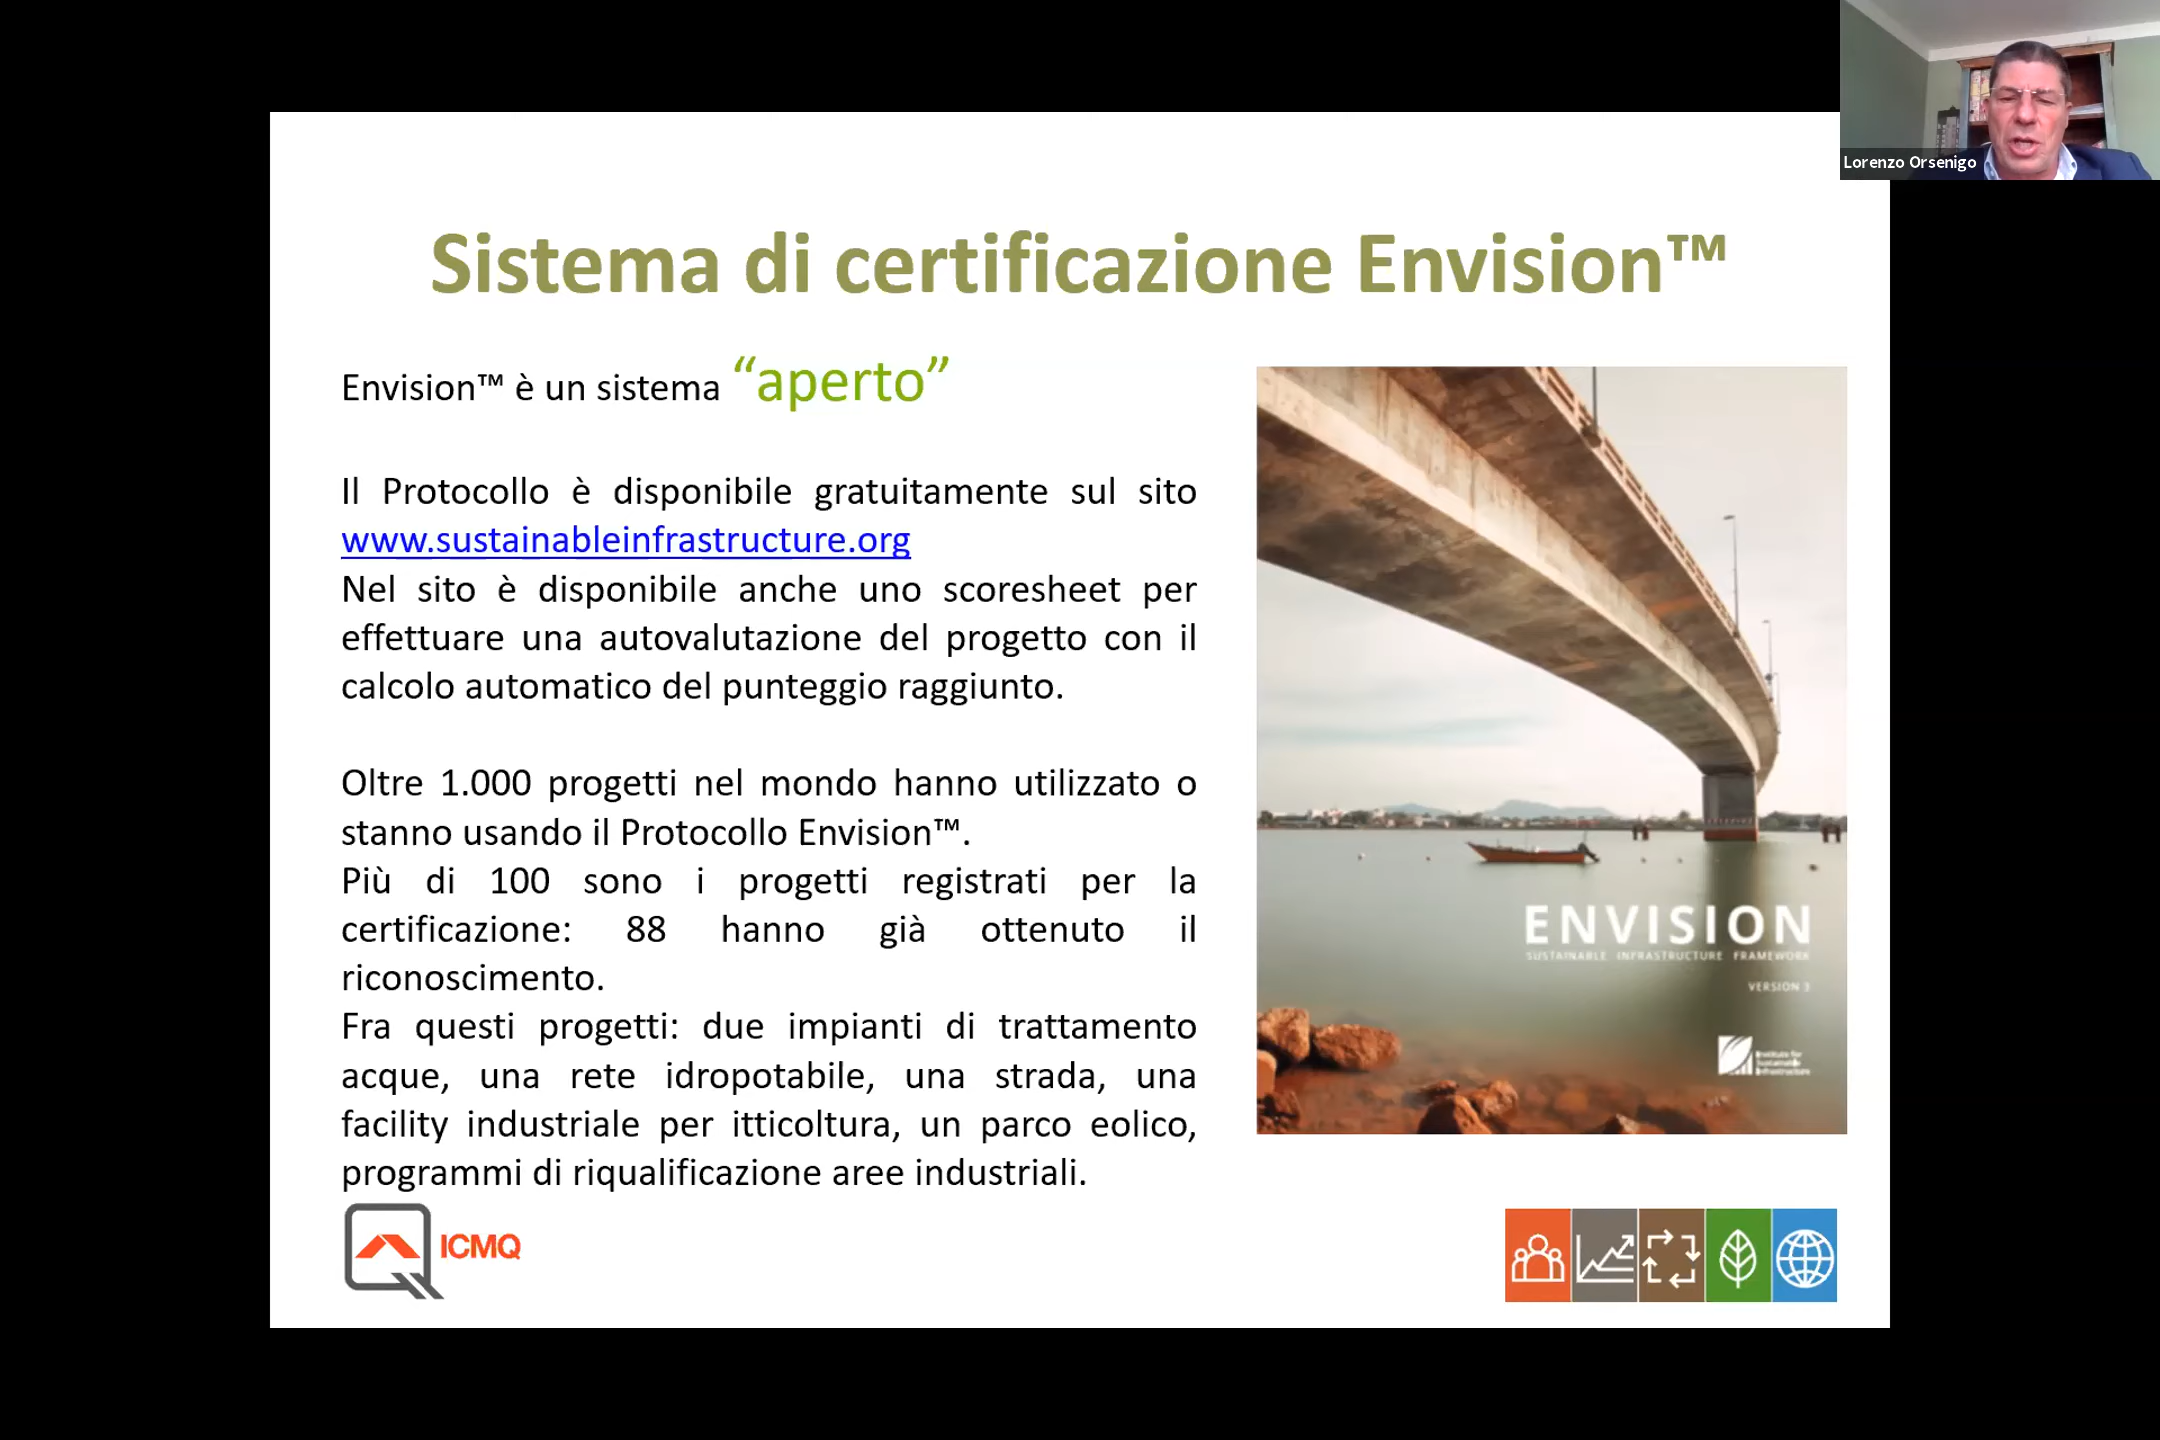 Lorenzo Orsenigo
Sistema di certificazione Envision™
Envision™ è un sistema “aperto”
Il Protocollo è disponibile gratuitamente sul sito
www.sustainableinfrastructure.org
Nel sito è disponibile anche uno scoresheet per
effettuare una autovalutazione del progetto con il
calcolo automatico del punteggio raggiunto.
Oltre 1.000 progetti nel mondo hanno utilizzato o
stanno usando il Protocollo Envision™.
Più di 100 sono i progetti registrati per la
certificazione: 88 hanno già ottenuto il
riconoscimento.
Fra questi progetti: due impianti di trattamento
acque, una rete idropotabile, una strada, una
facility industriale per itticoltura, un parco eolico,
programmi di riqualificazione aree industriali.
ENVISION
SUSTAINABLE INFRASTRUCTURE FRAMEWORK
VERSION 3
Institute for
Sustainable
Infrastructure
ICMQ